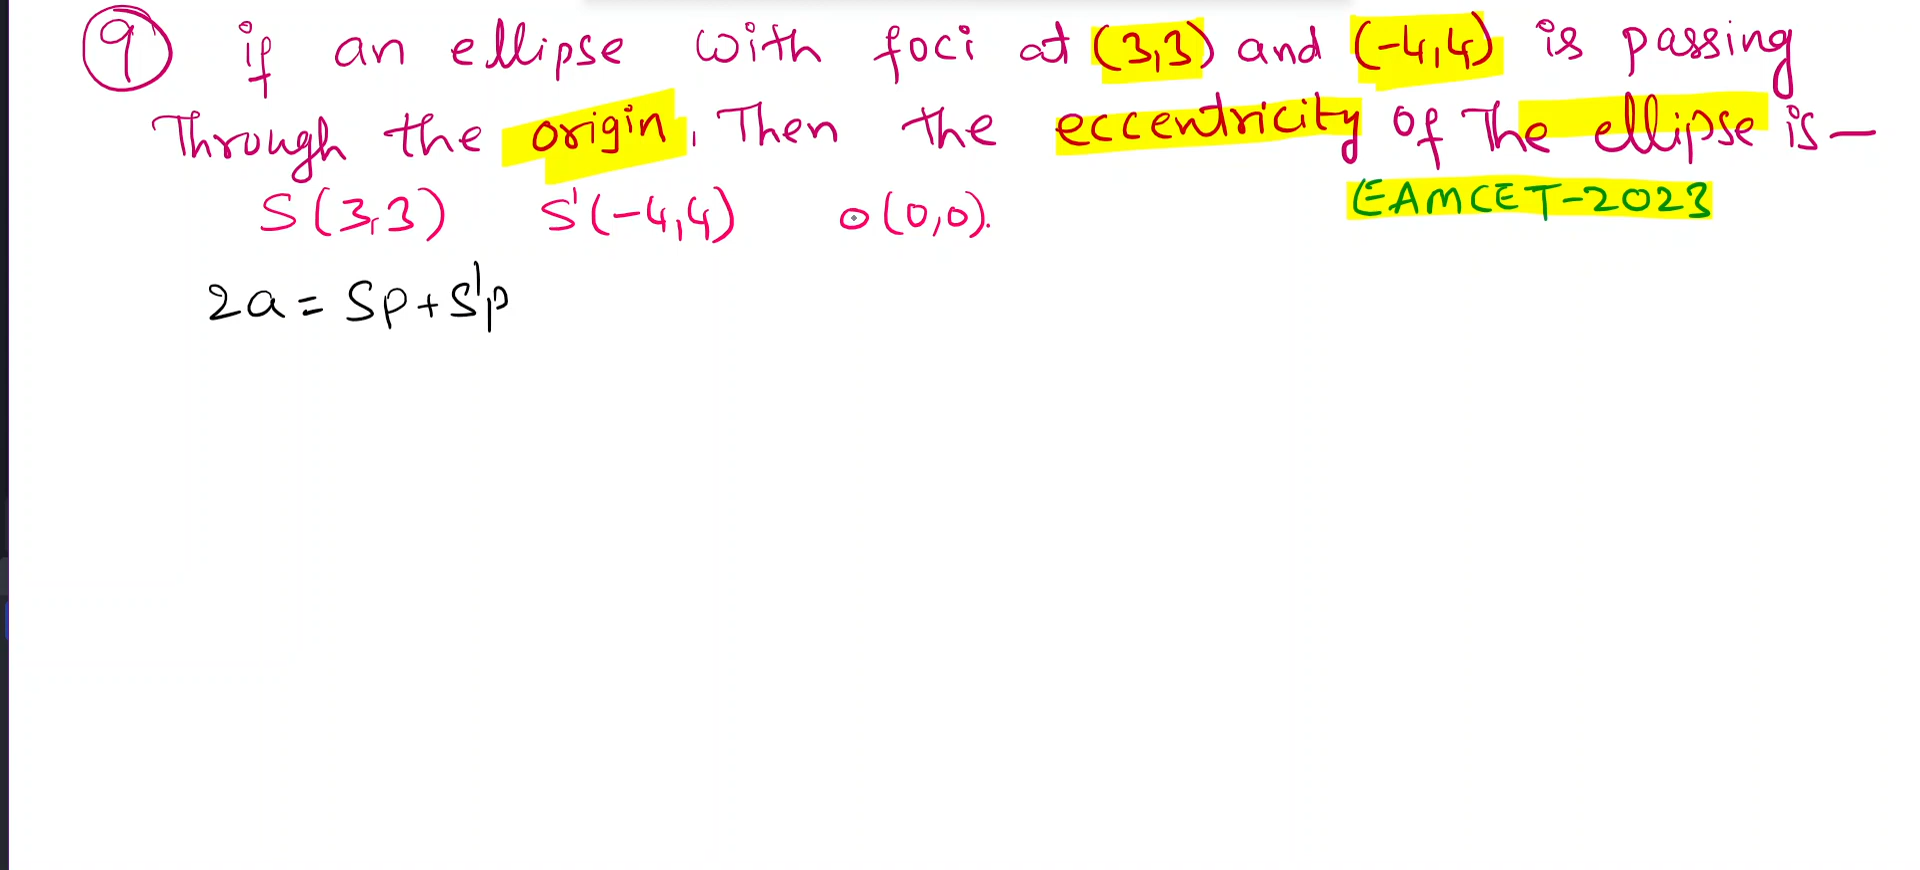 9 if an ellipse with foci at (3,3) and (-4,4) is passing
Through the origin, Then the eccentricity of The ellipse is —
EAMCET-2023
S(3,3) S'(-4,4) O(0,0).
2a = SP + S'P